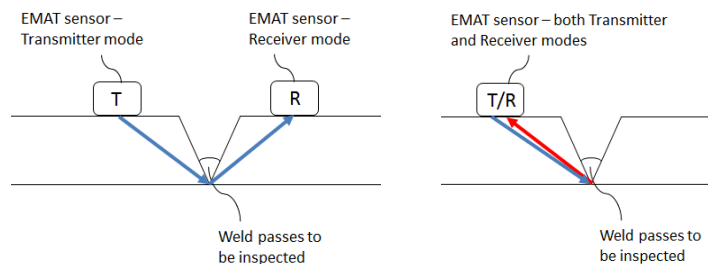 EMAT sensor – 
Transmitter mode
EMAT sensor –
Receiver mode
T
R
Weld passes to
be inspected
EMAT sensor – both Transmitter
and Receiver modes
T/R
Weld passes to
be inspected